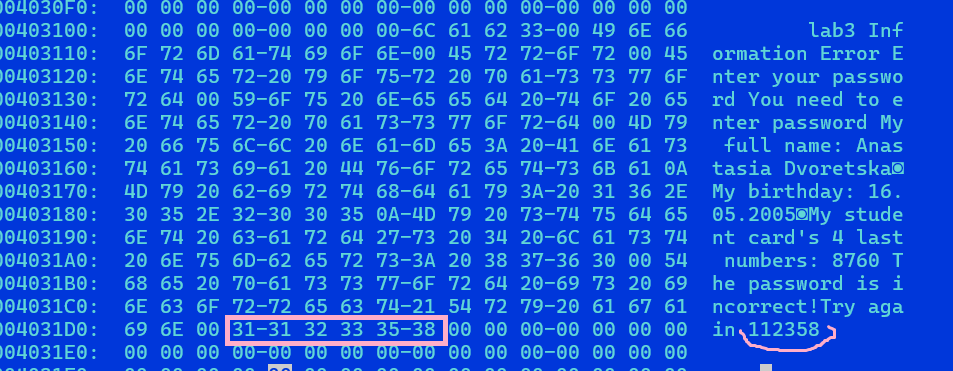 004030F0: 00 00 00 00-00 00 00 00-00 00 00 00-00 00 00 00
00403100: 00 00 00 00-00 00 00 00-6C 61 62 33-00 49 6E 66 lab3 Inf
00403110: 6F 72 6D 61-74 69 6F 6E-00 45 72 72-6F 72 00 45 ormation Error E
00403120: 6E 74 65 72-20 79 6F 75-72 20 70 61-73 73 77 6F nter your passwo
00403130: 72 64 00 59-6F 75 20 6E-65 65 64 20-74 6F 20 65 rd You need to e
00403140: 6E 74 65 72-20 70 61 73-73 77 6F 72-64 00 4D 79 nter password My
00403150: 20 66 75 6C-6C 20 6E 61-6D 65 3A 20-41 6E 61 73 full name: Anas
00403160: 74 61 73 69-61 20 44 76-6F 72 65 74-73 6B 61 0A tasia Dvoretska◙
00403170: 4D 79 20 62-69 72 74 68-64 61 79 3A-20 31 36 2E My birthday: 16.
00403180: 30 35 2E 32-30 30 35 0A-4D 79 20 73-74 75 64 65 05.2005◙My stude
00403190: 6E 74 20 63-61 72 64 27-73 20 34 20-6C 61 73 74 nt card's 4 last
004031A0: 20 6E 75 6D-62 65 72 73-3A 20 38 37-36 30 00 54 numbers: 8760 T
004031B0: 68 65 20 70-61 73 73 77-6F 72 64 20-69 73 20 69 he password is i
004031C0: 6E 63 6F 72-72 65 63 74-21 54 72 79-20 61 67 61 ncorrect!Try aga
004031D0: 69 6E 00 31-31 32 33 35-38 00 00 00-00 00 00 00 in 112358
004031E0: 00 00 00 00-00 00 00 00-00 00 00 00-00 00 00 00